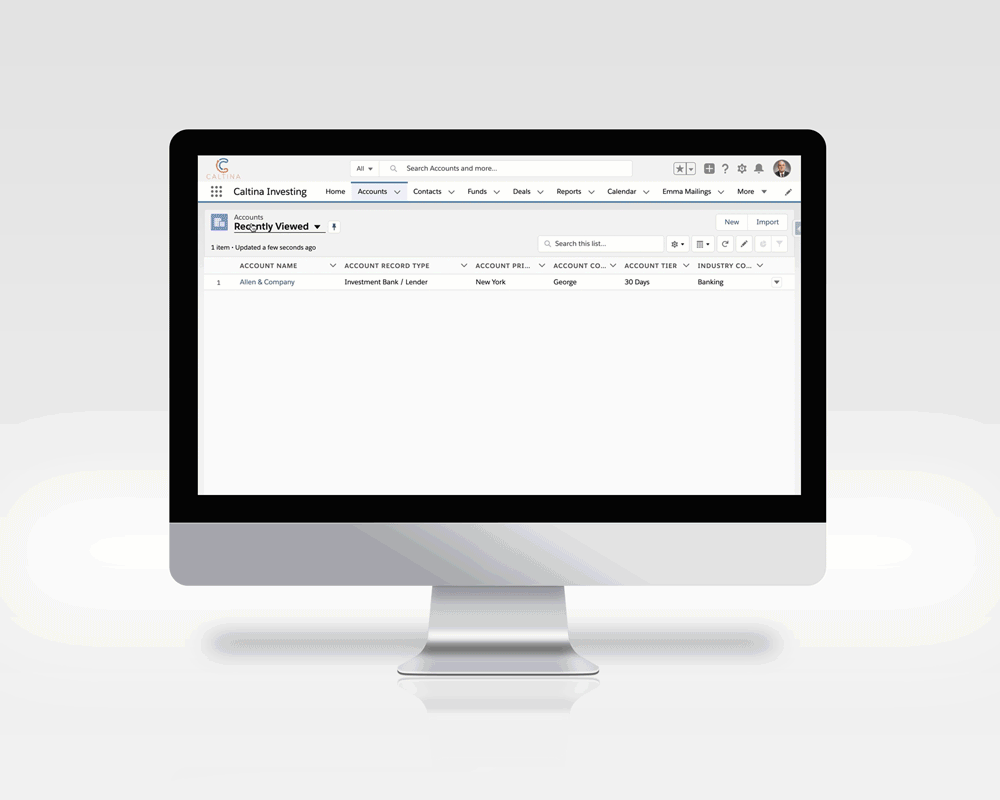 CALTINA
All
Search Accounts and more...
Caltina Investing
Home
Accounts
Contacts
Funds
Deals
Reports
Calendar
Emma Mailings
More
Accounts
Recently Viewed
New
Import
1 item • Updated a few seconds ago
Search this list...
ACCOUNT NAME
ACCOUNT RECORD TYPE
ACCOUNT PRI...
ACCOUNT CO...
ACCOUNT TIER
INDUSTRY CO...
1
Allen & Company
Investment Bank / Lender
New York
George
30 Days
Banking